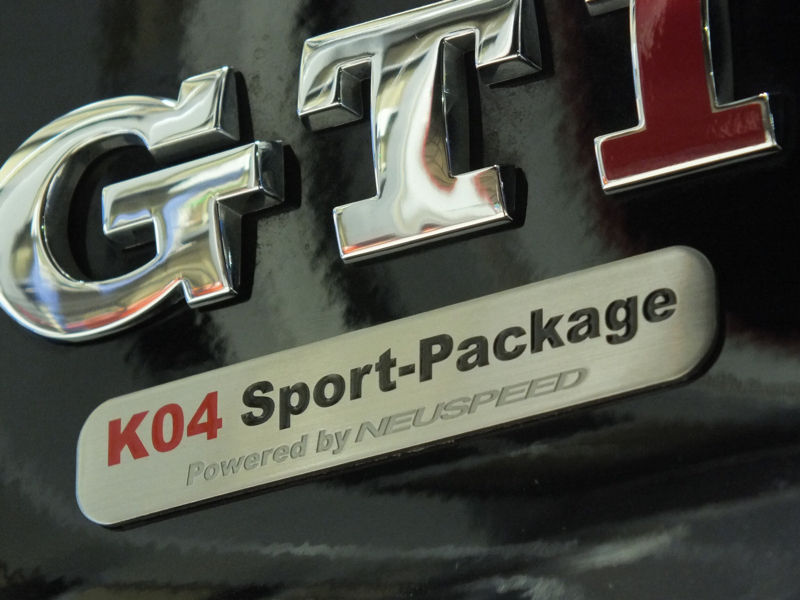 GTI
K04 Sport-Package
Powered by NEUSPEED